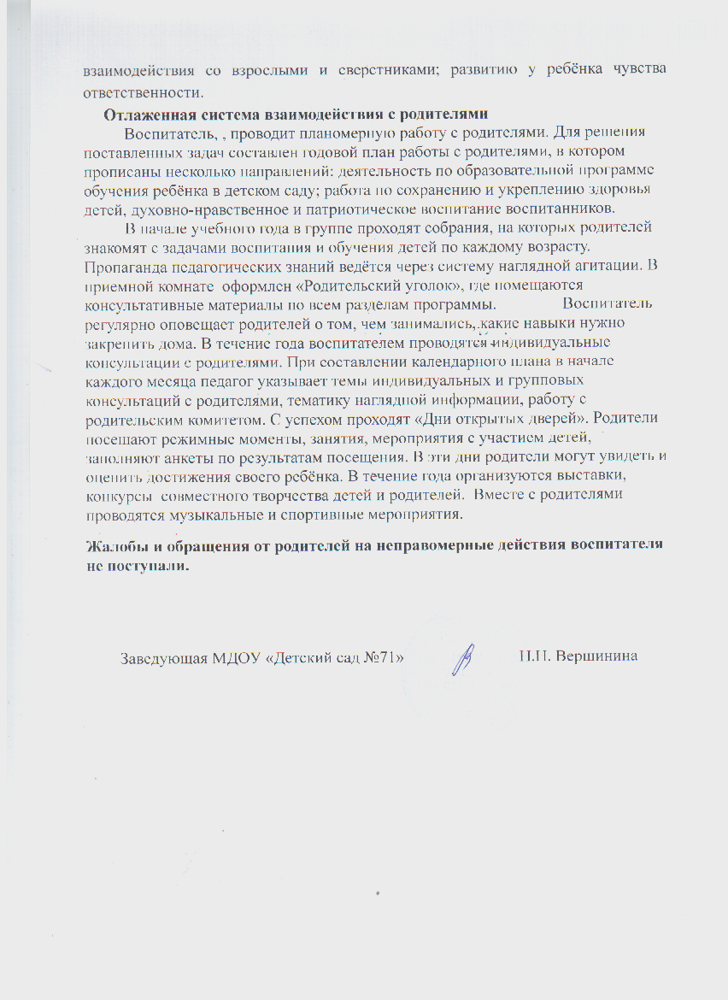 взаимодействия со взрослыми и сверстниками; развитию у ребёнка чувства
ответственности.
Отлаженная система взаимодействия с родителями
Воспитатель, , проводит планомерную работу с родителями. Для решения
поставленных задач составлен годовой план работы с родителями, в котором
прописаны несколько направлений: деятельность по образовательной программе
обучения ребёнка в детском саду; работа по сохранению и укреплению здоровья
детей, духовно-нравственное и патриотическое воспитание воспитанников.
В начале учебного года в группе проходят собрания, на которых родителей
знакомят с задачами воспитания и обучения детей по каждому возрасту.
Пропаганда педагогических знаний ведётся через систему наглядной агитации. В
приемной комнате оформлен «Родительский уголок», где помещаются
консультативные материалы по всем разделам программы. Воспитатель
регулярно оповещает родителей о том, чем занимались, какие навыки нужно
закрепить дома. В течение года воспитателем проводятся индивидуальные
консультации с родителями. При составлении календарного плана в начале
каждого месяца педагог указывает темы индивидуальных и групповых
консультаций с родителями, тематику наглядной информации, работу с
родительским комитетом. С успехом проходят «Дни открытых дверей». Родители
посещают режимные моменты, занятия, мероприятия с участием детей,
заполняют анкеты по результатам посещения. В эти дни родители могут увидеть и
оценить достижения своего ребёнка. В течение года организуются выставки,
конкурсы совместного творчества детей и родителей. Вместе с родителями
проводятся музыкальные и спортивные мероприятия.
Жалобы и обращения от родителей на неправомерные действия воспитателя
не поступали.
Заведующая МДОУ «Детский сад №71» Вершинина